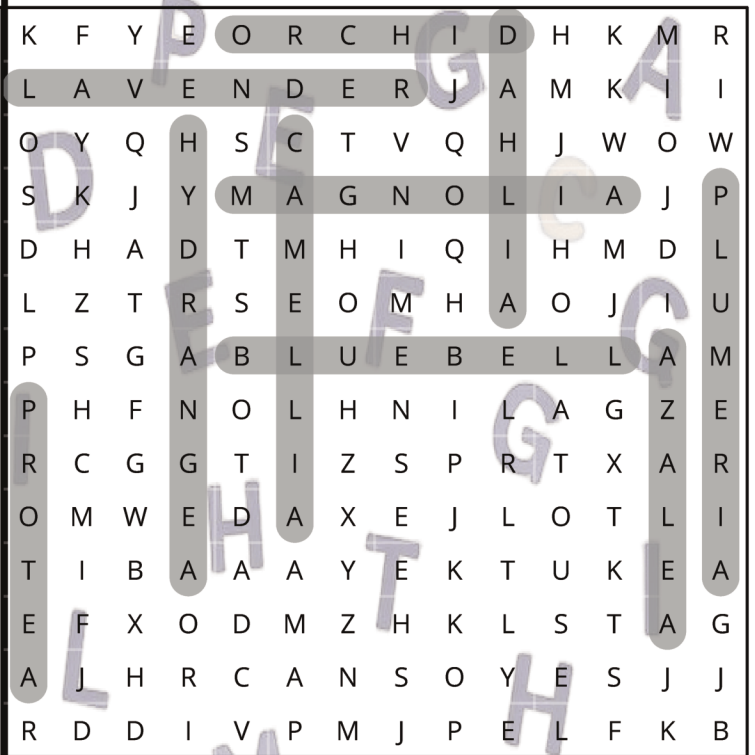 K F Y E O R C H I D H K M R
L A V E N D E R J A M K I I
O Y Q H S C T V Q H J W O W
S K J Y M A G N O L I A J P
D H A D T M H I Q I H M D L
L Z T R S E O M H A O J I U
P S G A B L U E B E L L A M
P H F N O L H N I L A G Z E
R C G G T I Z S P R T X A R
O M W E D A X E J L O T L I
T I B A A A Y E K T U K E A
E F X O D M Z H K L S T A G
A J H R C A N S O Y E S J J
R D D I V P M J P E L F K B